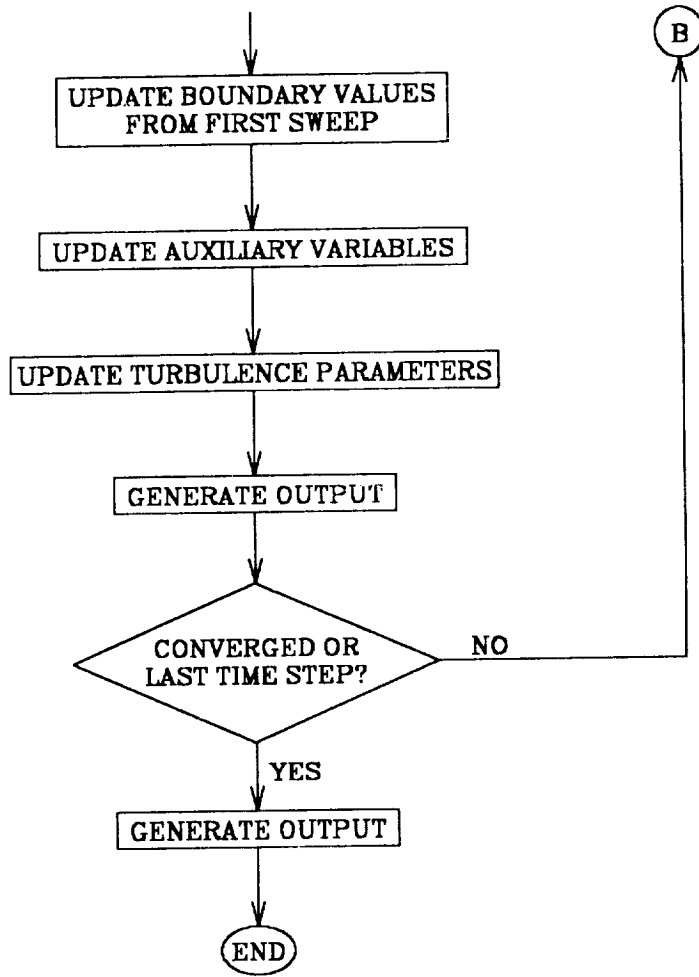 B
UPDATE BOUNDARY VALUES
FROM FIRST SWEEP
UPDATE AUXILIARY VARIABLES
UPDATE TURBULENCE PARAMETERS
GENERATE OUTPUT
CONVERGED OR
LAST TIME STEP?
NO
YES
GENERATE OUTPUT
END